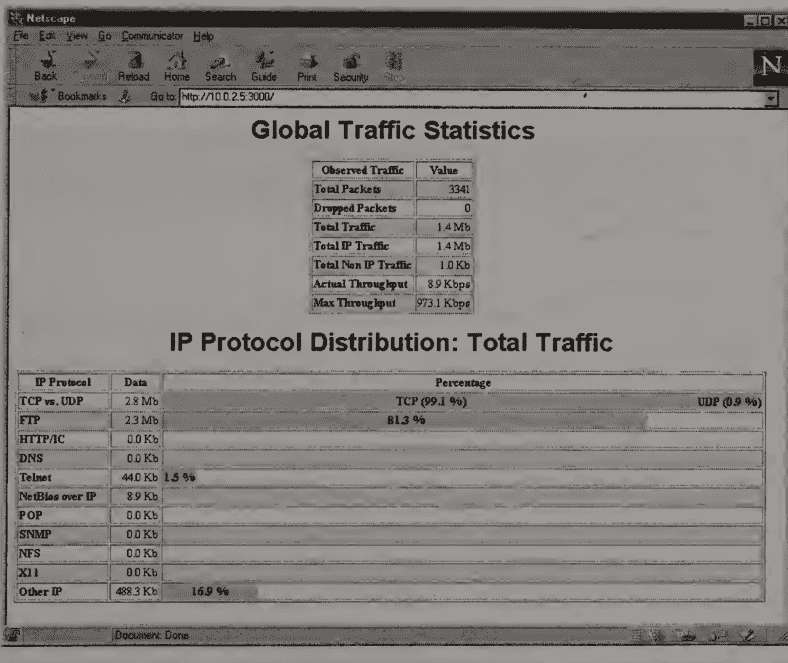 Netscape
File Edit View Go Communicator Help
Back Reload Home Search Guide Print Security
Bookmarks Go to: http://10.0.2.5:3000/
Global Traffic Statistics
Observed Traffic Value
Total Packets 3341
Dropped Packets 0
Total Traffic 1.4 Mb
Total IP Traffic 1.4 Mb
Total Non IP Traffic 1.0 Kb
Actual Throughput 8.9 Kbps
Max Throughput 973.1 Kbps
IP Protocol Distribution: Total Traffic
IP Protocol Data Percentage
TCP vs. UDP 2.8 Mb TCP (99.1 %) UDP (0.9 %)
FTP 2.3 Mb 81.3 %
HTTP/IC 0.0 Kb
DNS 0.0 Kb
Telnet 44.0 Kb 1.5 %
NetBios over IP 8.9 Kb
POP 0.0 Kb
SNMP 0.0 Kb
NFS 0.0 Kb
X11 0.0 Kb
Other IP 488.3 Kb 16.9 %
Document: Done
N